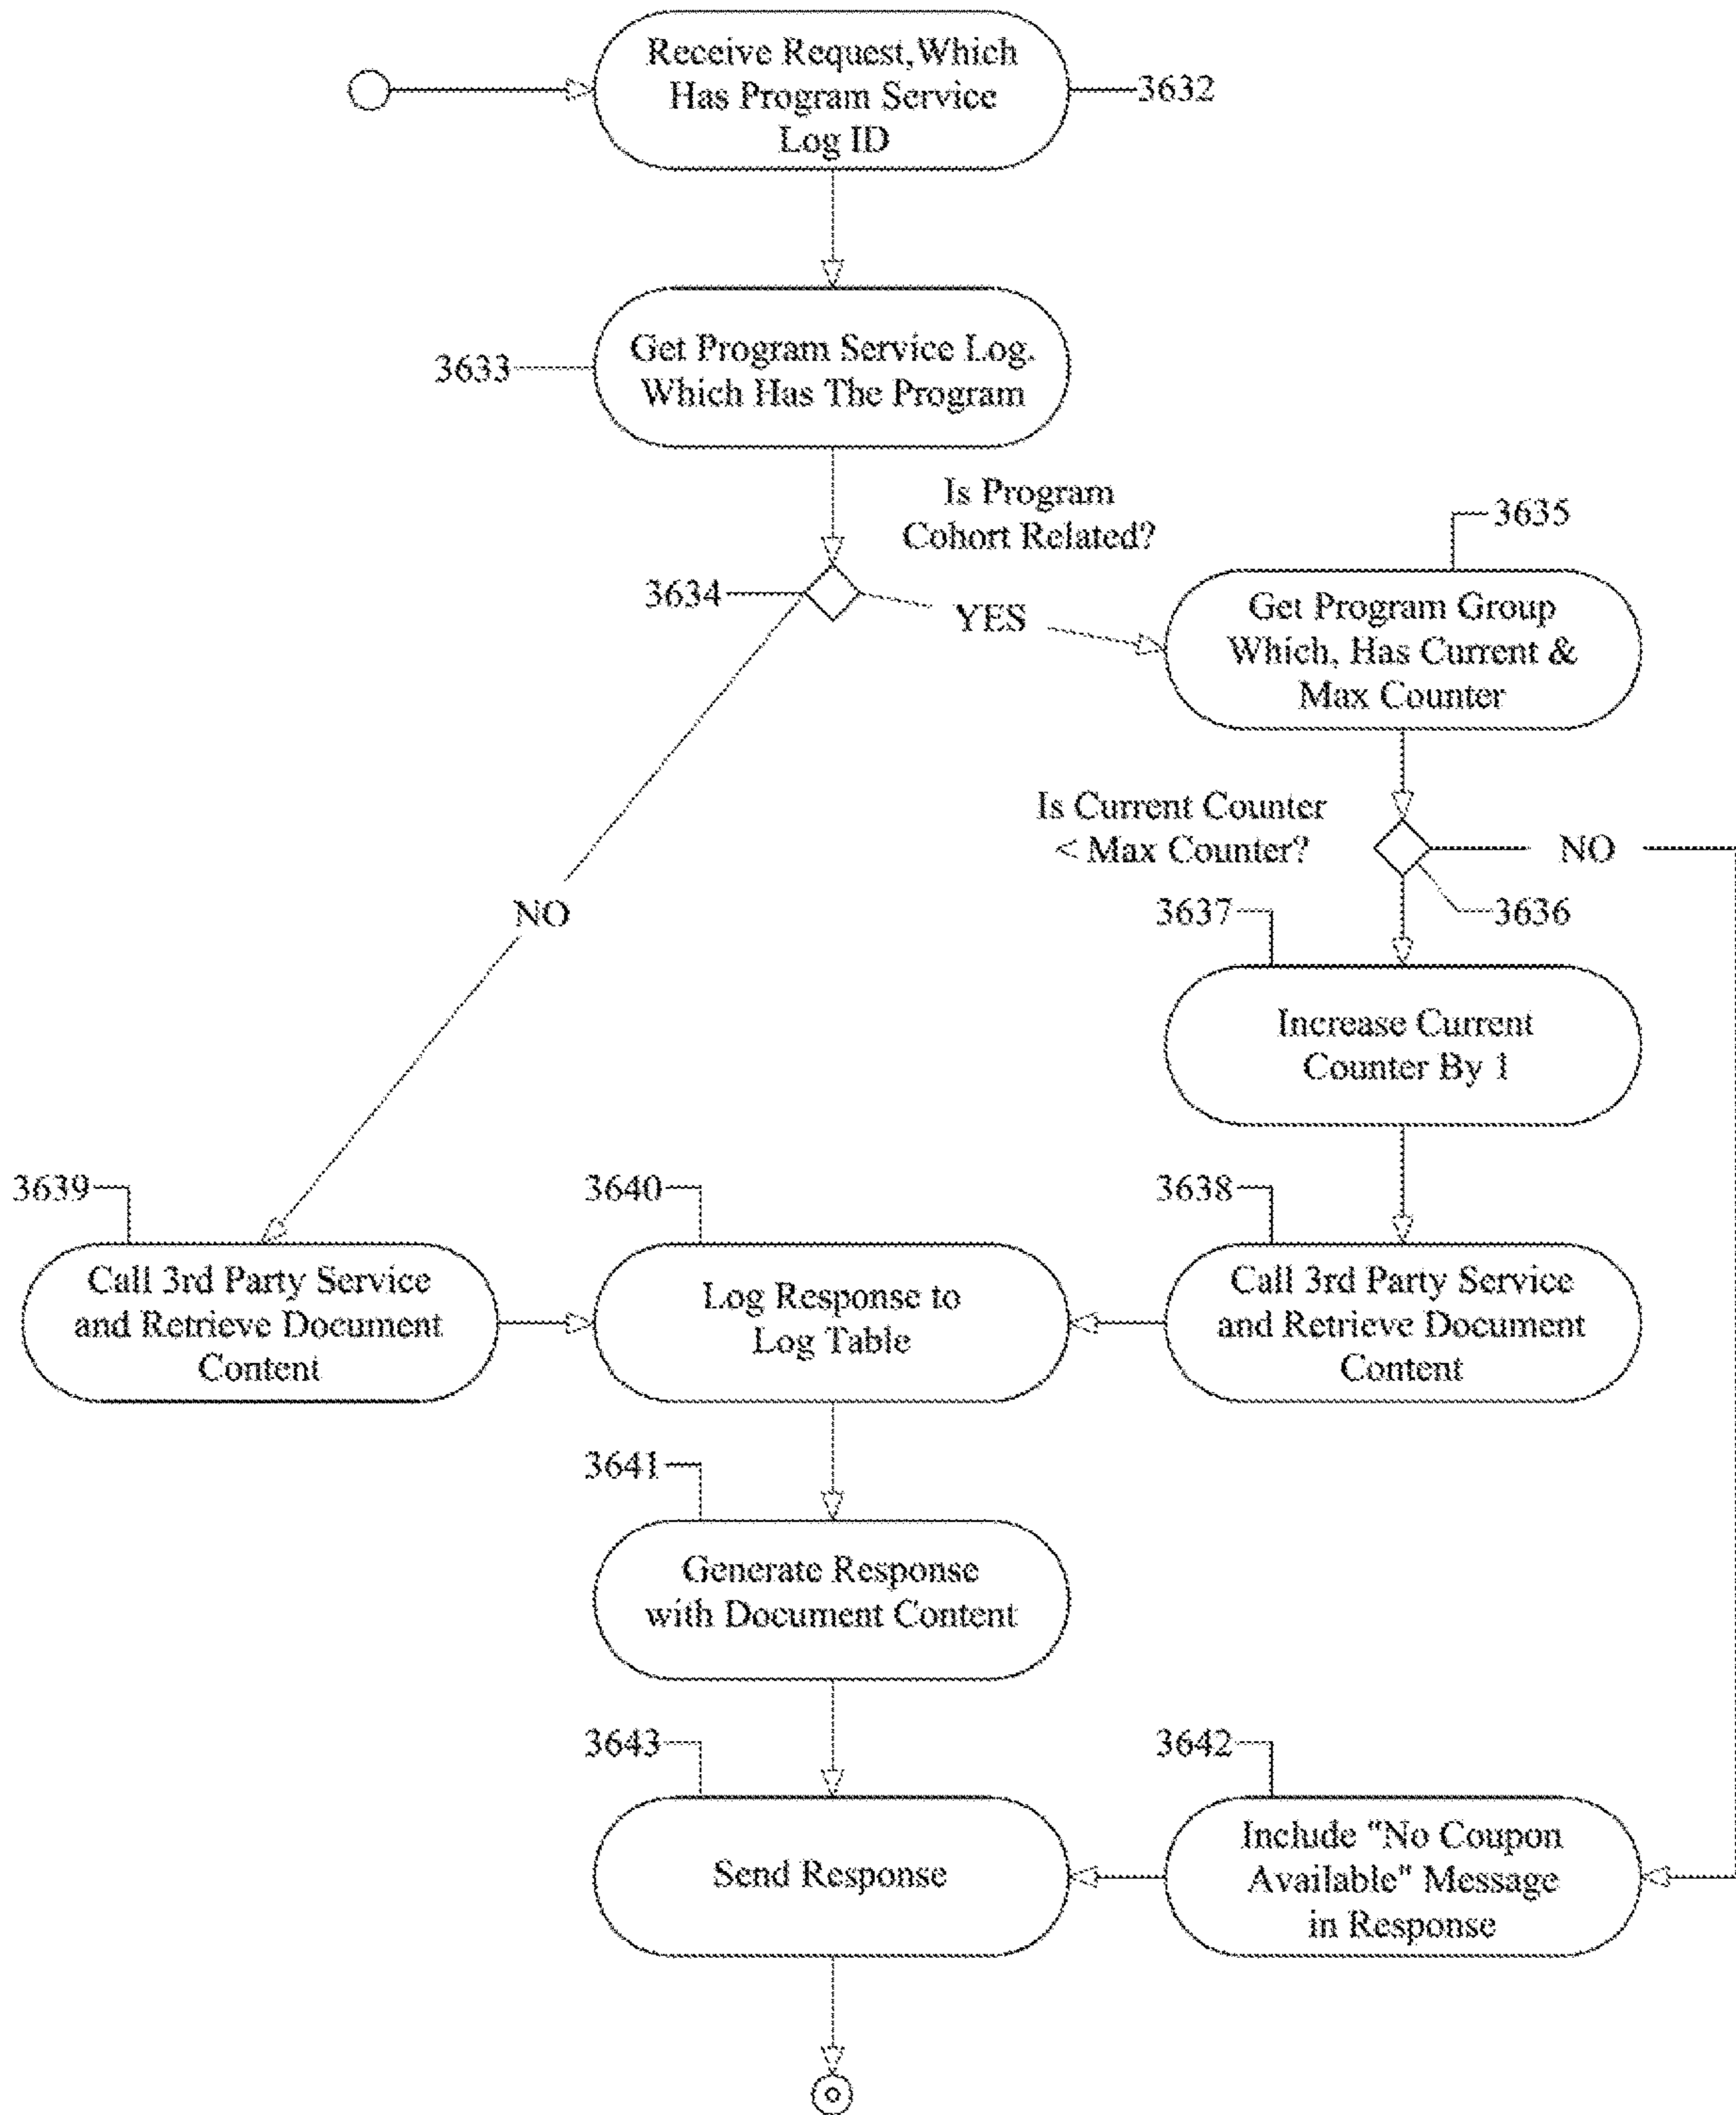 Receive Request,Which
Has Program Service
Log ID
3632
Get Program Service Log.
Which Has The Program
3633
Is Program
Cohort Related?
3634
YES
3635
Get Program Group
Which, Has Current &
Max Counter
Is Current Counter
< Max Counter?
NO
3636
NO
3637
Increase Current
Counter By 1
3639
Call 3rd Party Service
and Retrieve Document
Content
3640
Log Response to
Log Table
3638
Call 3rd Party Service
and Retrieve Document
Content
3641
Generate Response
with Document Content
3643
Send Response
3642
Include "No Coupon
Available" Message
in Response